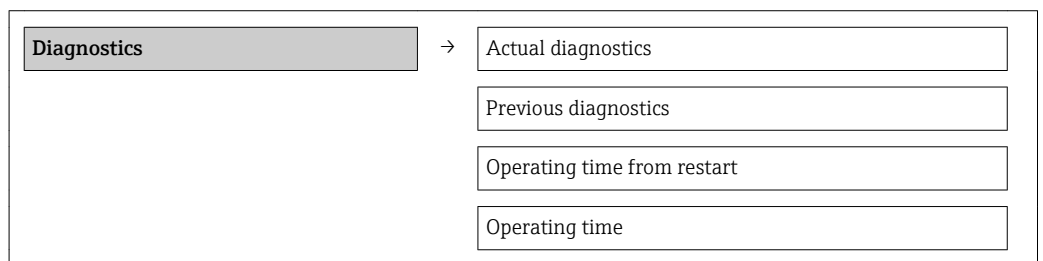 Diagnostics → Actual diagnostics
Previous diagnostics
Operating time from restart
Operating time